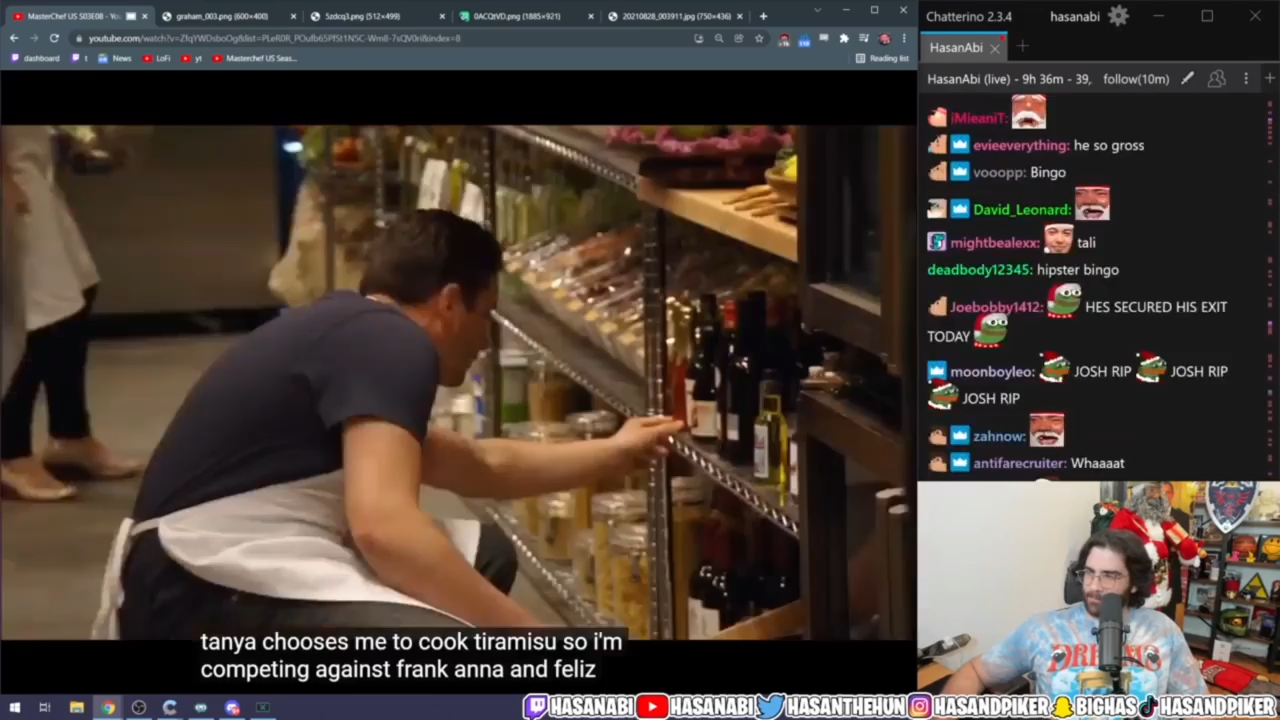 MasterChef US S03E08 - You
graham_003.png (600×400)
5zdcq3.png (512×499)
0ACQtVD.png (1885×921)
20210828_003911.jpg (750×436)
dashboard
t
News
LoFi
yt
Masterchef US Seas...
Reading list
tanya chooses me to cook tiramisu so i'm
competing against frank anna and feliz
Chatterino 2.3.4
hasanabi
HasanAbi
HasanAbi (live) - 9h 36m - 39,
follow(10m)
iMieaniT:
evieeverything: he so gross
vooopp: Bingo
David_Leonard:
mightbealexx: tali
deadbody12345: hipster bingo
Joebobby1412: HES SECURED HIS EXIT
TODAY
moonboyleo: JOSH RIP JOSH RIP
JOSH RIP
zahnow:
antifarecruiter: Whaaaat
HASANABI HASANABI HASANTHEHUN HASANDPIKER BIGHAS HASANDPIKER